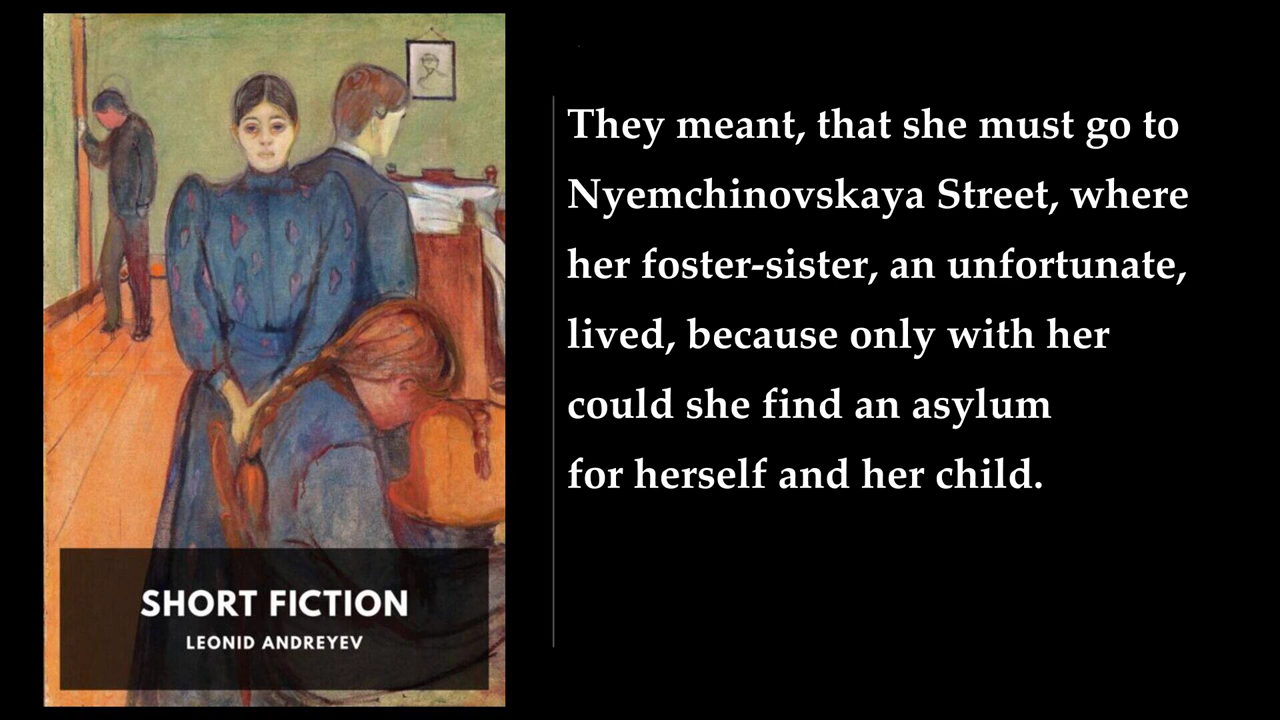 SHORT FICTION
LEONID ANDREYEV
They meant, that she must go to
Nyemchinovskaya Street, where
her foster-sister, an unfortunate,
lived, because only with her
could she find an asylum
for herself and her child.